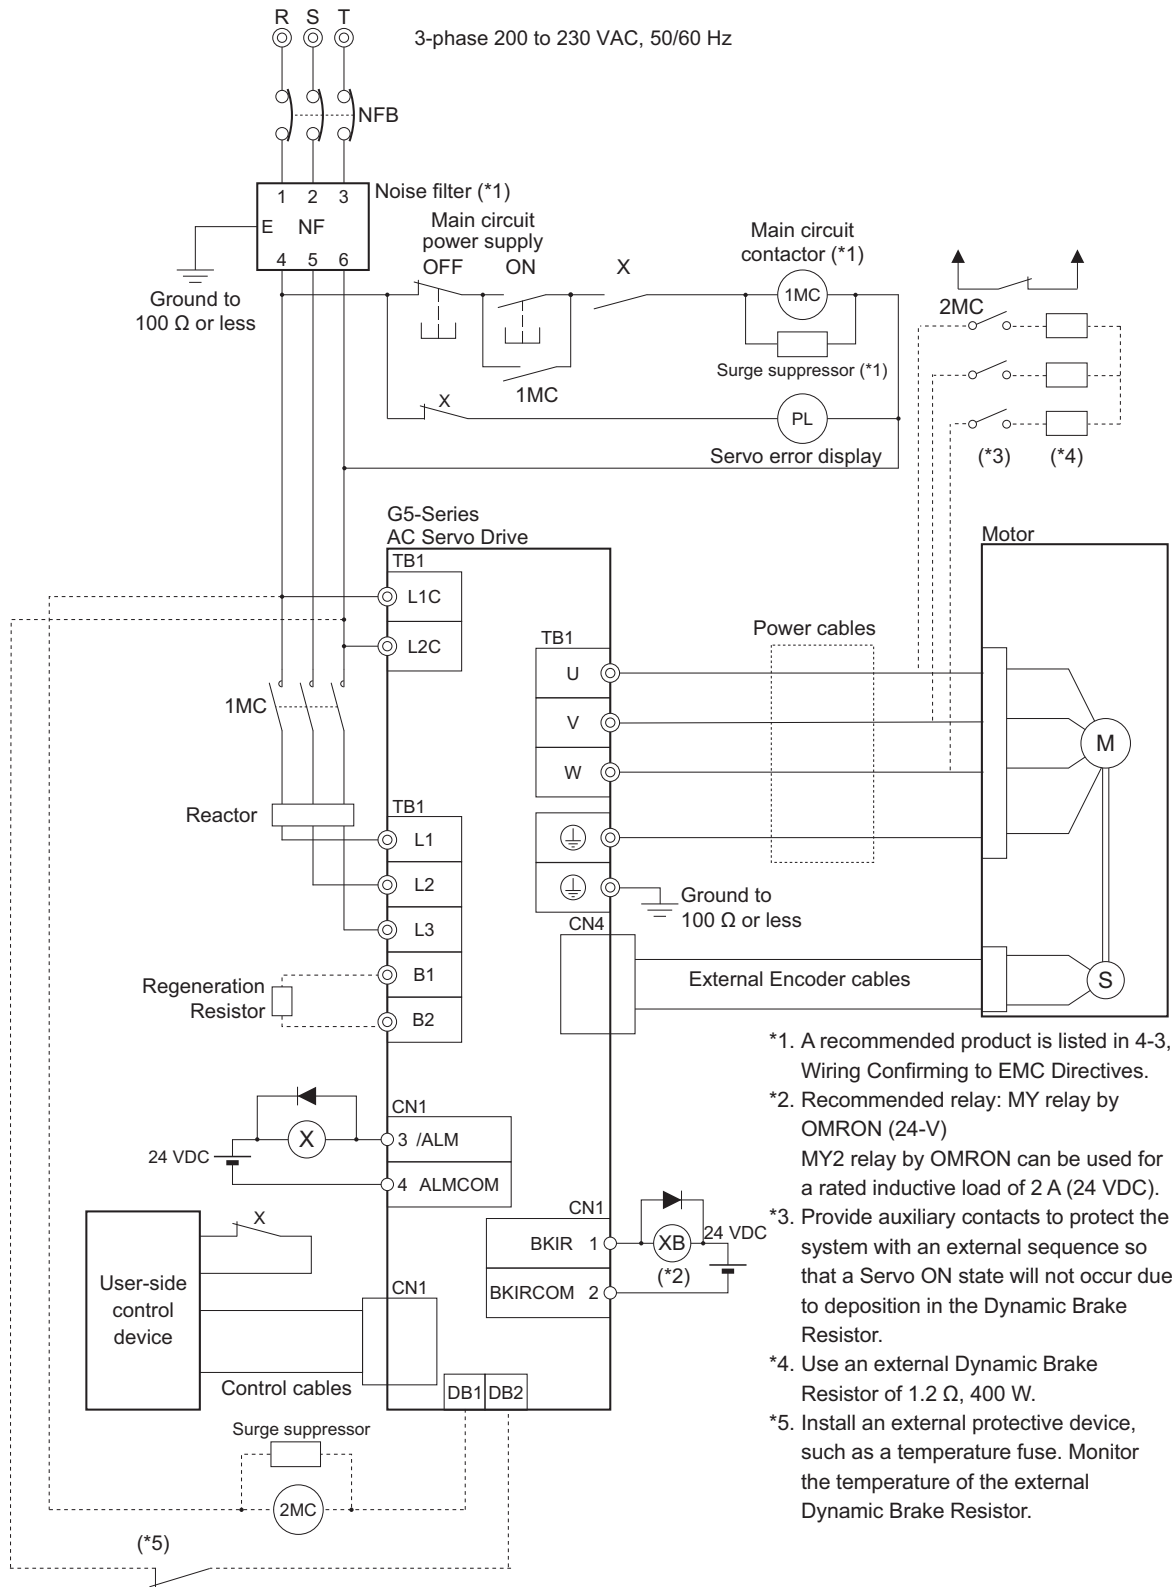 R S T
3-phase 200 to 230 VAC, 50/60 Hz
NFB
1 2 3
Noise filter (*1)
E NF
4 5 6
Ground to
100 Ω or less
Main circuit
power supply
OFF ON X
Main circuit
contactor (*1)
1MC
Surge suppressor (*1)
1MC
X
PL
Servo error display
2MC
(*3) (*4)
G5-Series
AC Servo Drive
TB1
L1C
L2C
1MC
Reactor
TB1
L1
L2
L3
B1
B2
Regeneration
Resistor
TB1
U
V
W
Power cables
Motor
M
Ground to
100 Ω or less
CN4
External Encoder cables
S
CN1
3 /ALM
4 ALMCOM
X
24 VDC
CN1
BKIR 1
BKIRCOM 2
XB
(*2)
24 VDC
X
User-side
control
device
CN1
Control cables
DB1 DB2
Surge suppressor
2MC
(*5)
*1. A recommended product is listed in 4-3,
Wiring Confirming to EMC Directives.
*2. Recommended relay: MY relay by
OMRON (24-V)
MY2 relay by OMRON can be used for
a rated inductive load of 2 A (24 VDC).
*3. Provide auxiliary contacts to protect the
system with an external sequence so
that a Servo ON state will not occur due
to deposition in the Dynamic Brake
Resistor.
*4. Use an external Dynamic Brake
Resistor of 1.2 Ω, 400 W.
*5. Install an external protective device,
such as a temperature fuse. Monitor
the temperature of the external
Dynamic Brake Resistor.